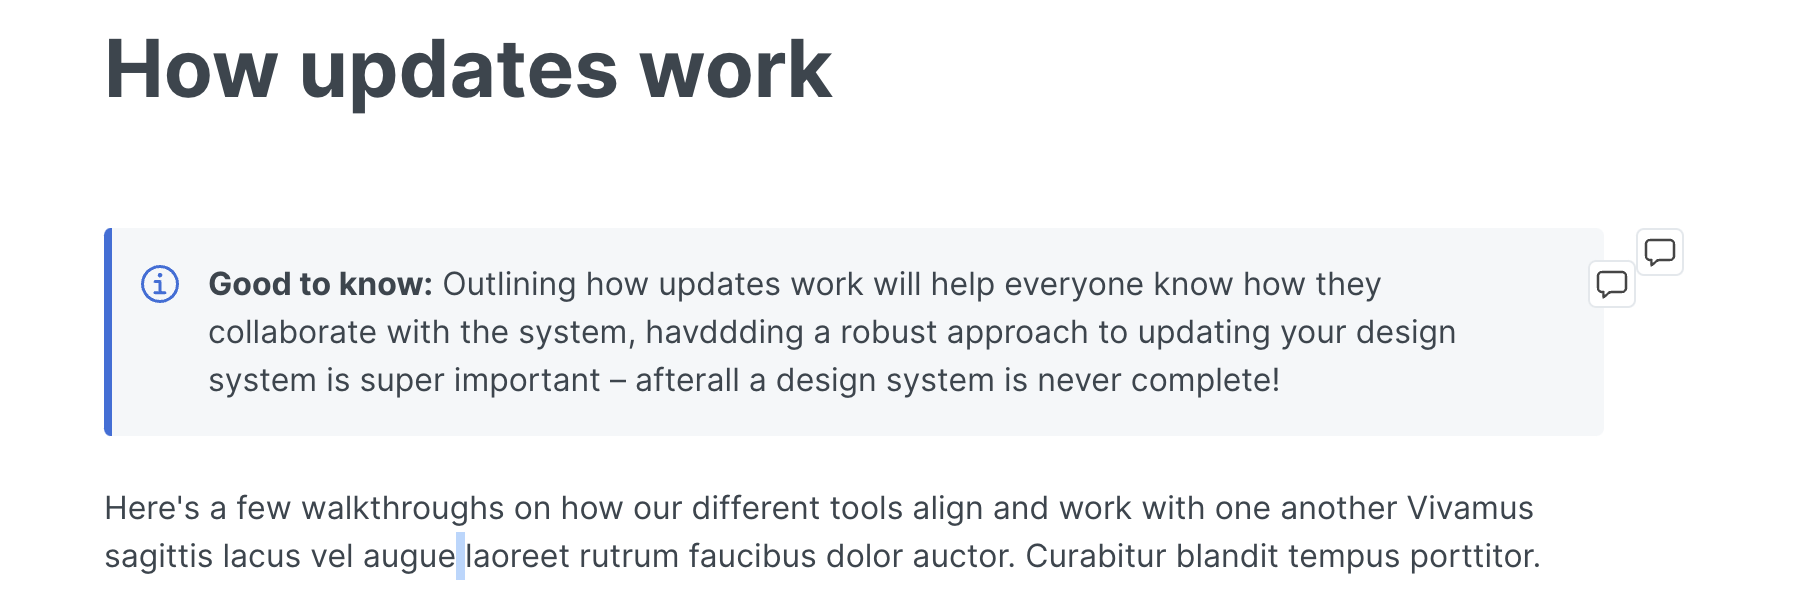 How updates work
Good to know: Outlining how updates work will help everyone know how they
collaborate with the system, havddding a robust approach to updating your design
system is super important – afterall a design system is never complete!
Here's a few walkthroughs on how our different tools align and work with one another Vivamus
sagittis lacus vel augue laoreet rutrum faucibus dolor auctor. Curabitur blandit tempus porttitor.